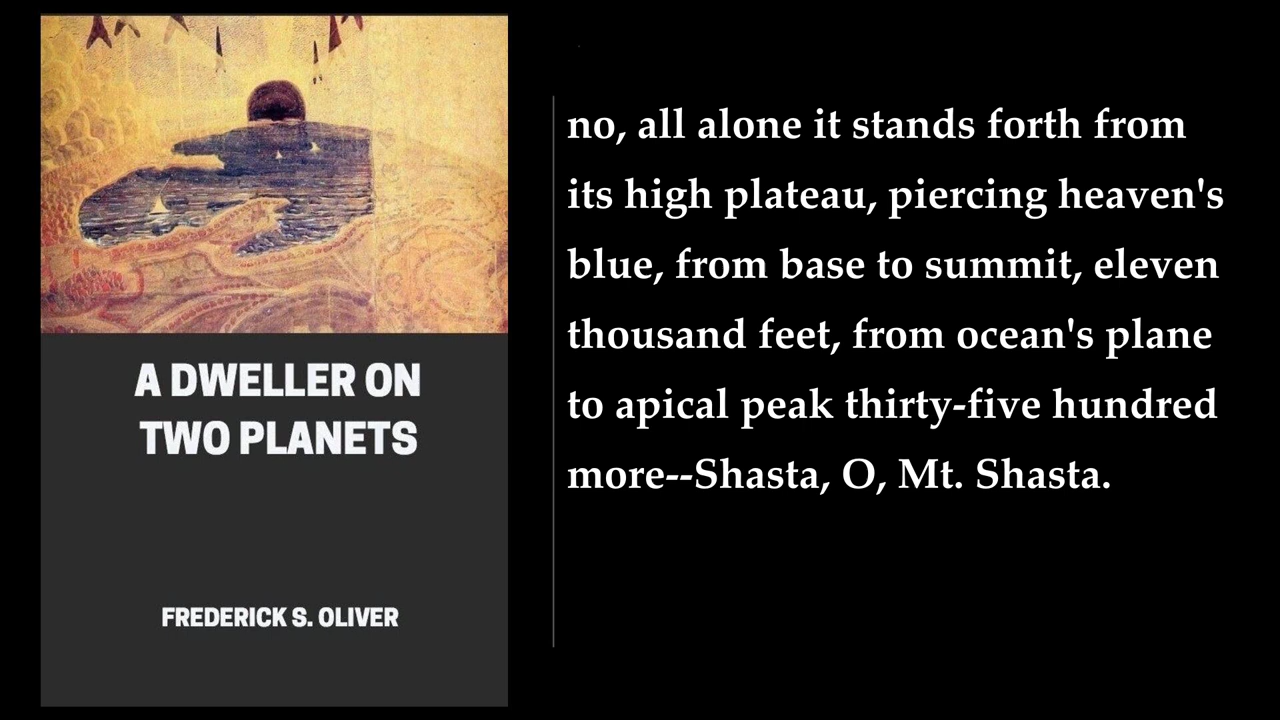 A DWELLER ON
TWO PLANETS
FREDERICK S. OLIVER
no, all alone it stands forth from
its high plateau, piercing heaven's
blue, from base to summit, eleven
thousand feet, from ocean's plane
to apical peak thirty-five hundred
more--Shasta, O, Mt. Shasta.